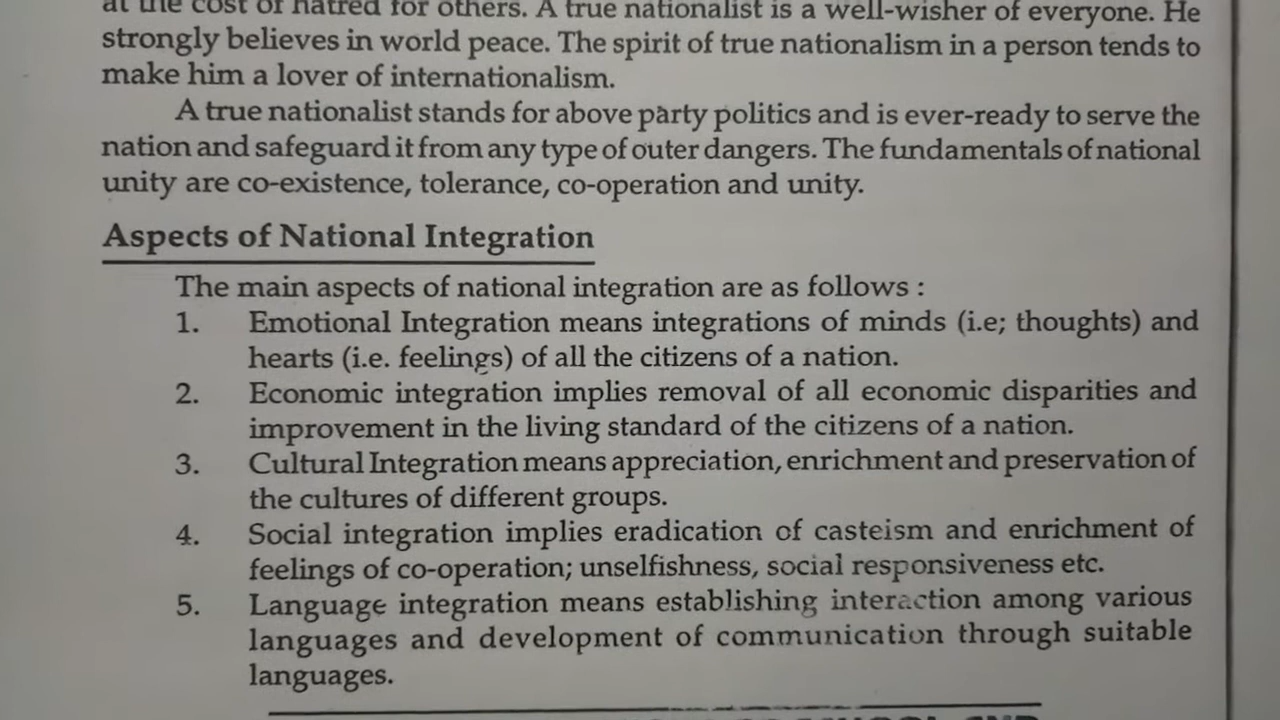 at the cost of hatred for others. A true nationalist is a well-wisher of everyone. He
strongly believes in world peace. The spirit of true nationalism in a person tends to
make him a lover of internationalism.
A true nationalist stands for above party politics and is ever-ready to serve the
nation and safeguard it from any type of outer dangers. The fundamentals of national
unity are co-existence, tolerance, co-operation and unity.
Aspects of National Integration
The main aspects of national integration are as follows :
1. Emotional Integration means integrations of minds (i.e; thoughts) and
hearts (i.e. feelings) of all the citizens of a nation.
2. Economic integration implies removal of all economic disparities and
improvement in the living standard of the citizens of a nation.
3. Cultural Integration means appreciation, enrichment and preservation of
the cultures of different groups.
4. Social integration implies eradication of casteism and enrichment of
feelings of co-operation; unselfishness, social responsiveness etc.
5. Language integration means establishing interaction among various
languages and development of communication through suitable
languages.